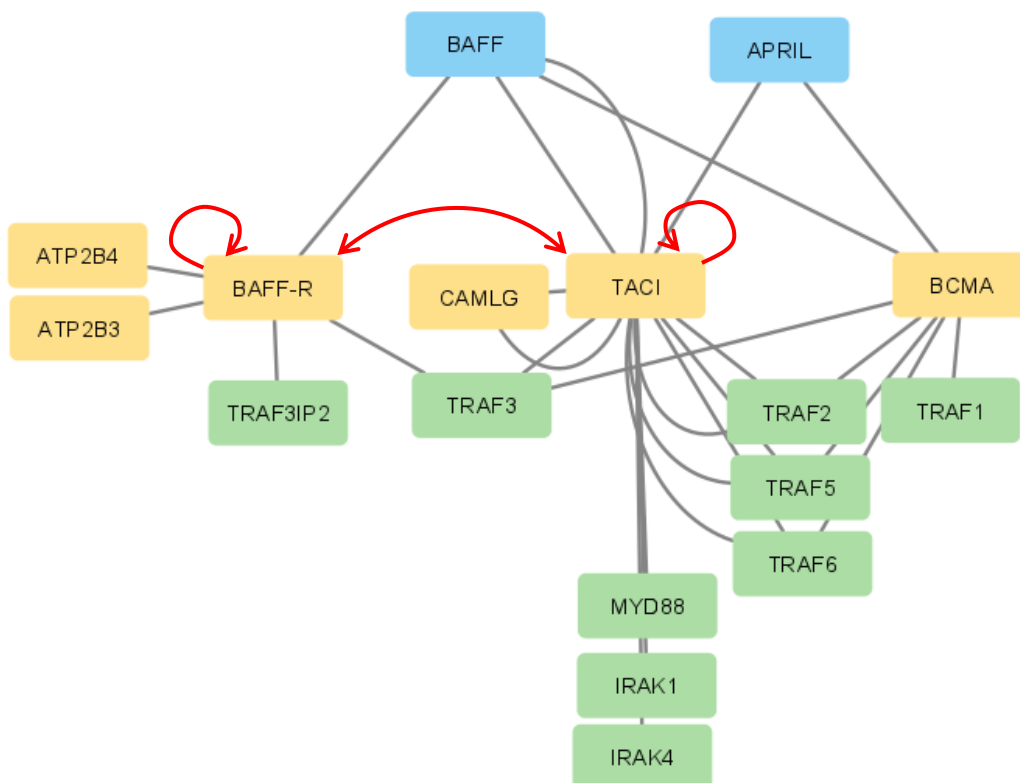 BAFF
APRIL
ATP2B4
BAFF-R
CAMLG
TACI
BCMA
ATP2B3
TRAF3IP2
TRAF3
TRAF2
TRAF1
TRAF5
TRAF6
MYD88
IRAK1
IRAK4